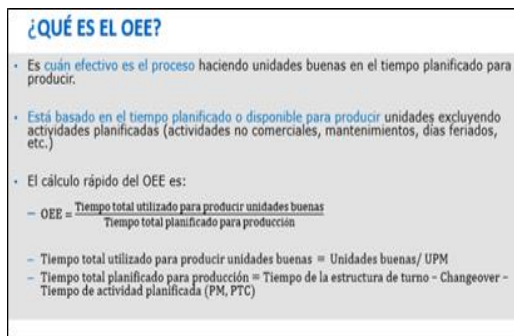 ¿QUÉ ES EL OEE?
• Es cuán efectivo es el proceso haciendo unidades buenas en el tiempo planificado para
producir.
• Está basado en el tiempo planificado o disponible para producir unidades excluyendo
actividades planificadas (actividades no comerciales, mantenimientos, días feriados,
etc.)
• El cálculo rápido del OEE es:
– OEE = Tiempo total utilizado para producir unidades buenas
Tiempo total planificado para producción
– Tiempo total utilizado para producir unidades buenas = Unidades buenas/ UPM
– Tiempo total planificado para producción = Tiempo de la estructura de turno – Changeover –
Tiempo de actividad planificada (PM, PTC)